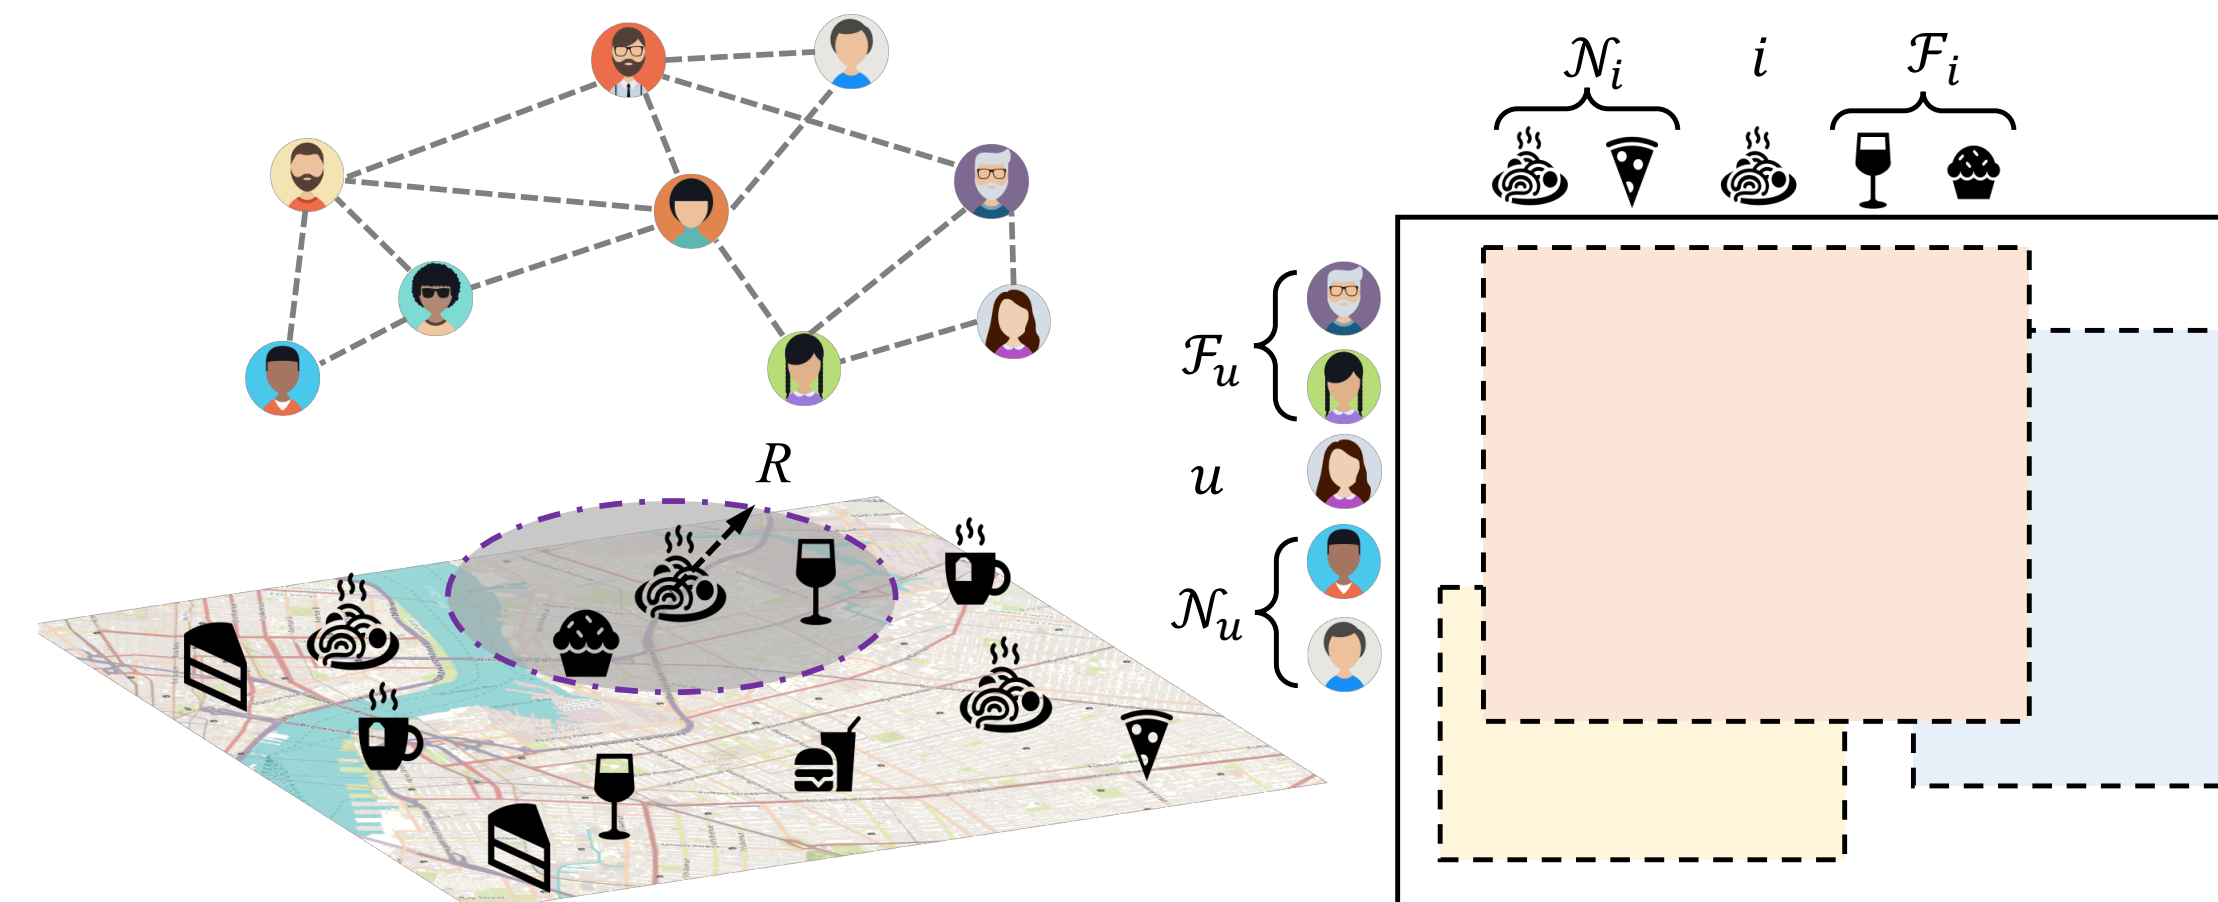 𝒩ᵢ i ℱᵢ
ℱᵤ
R
u
𝒩ᵤ